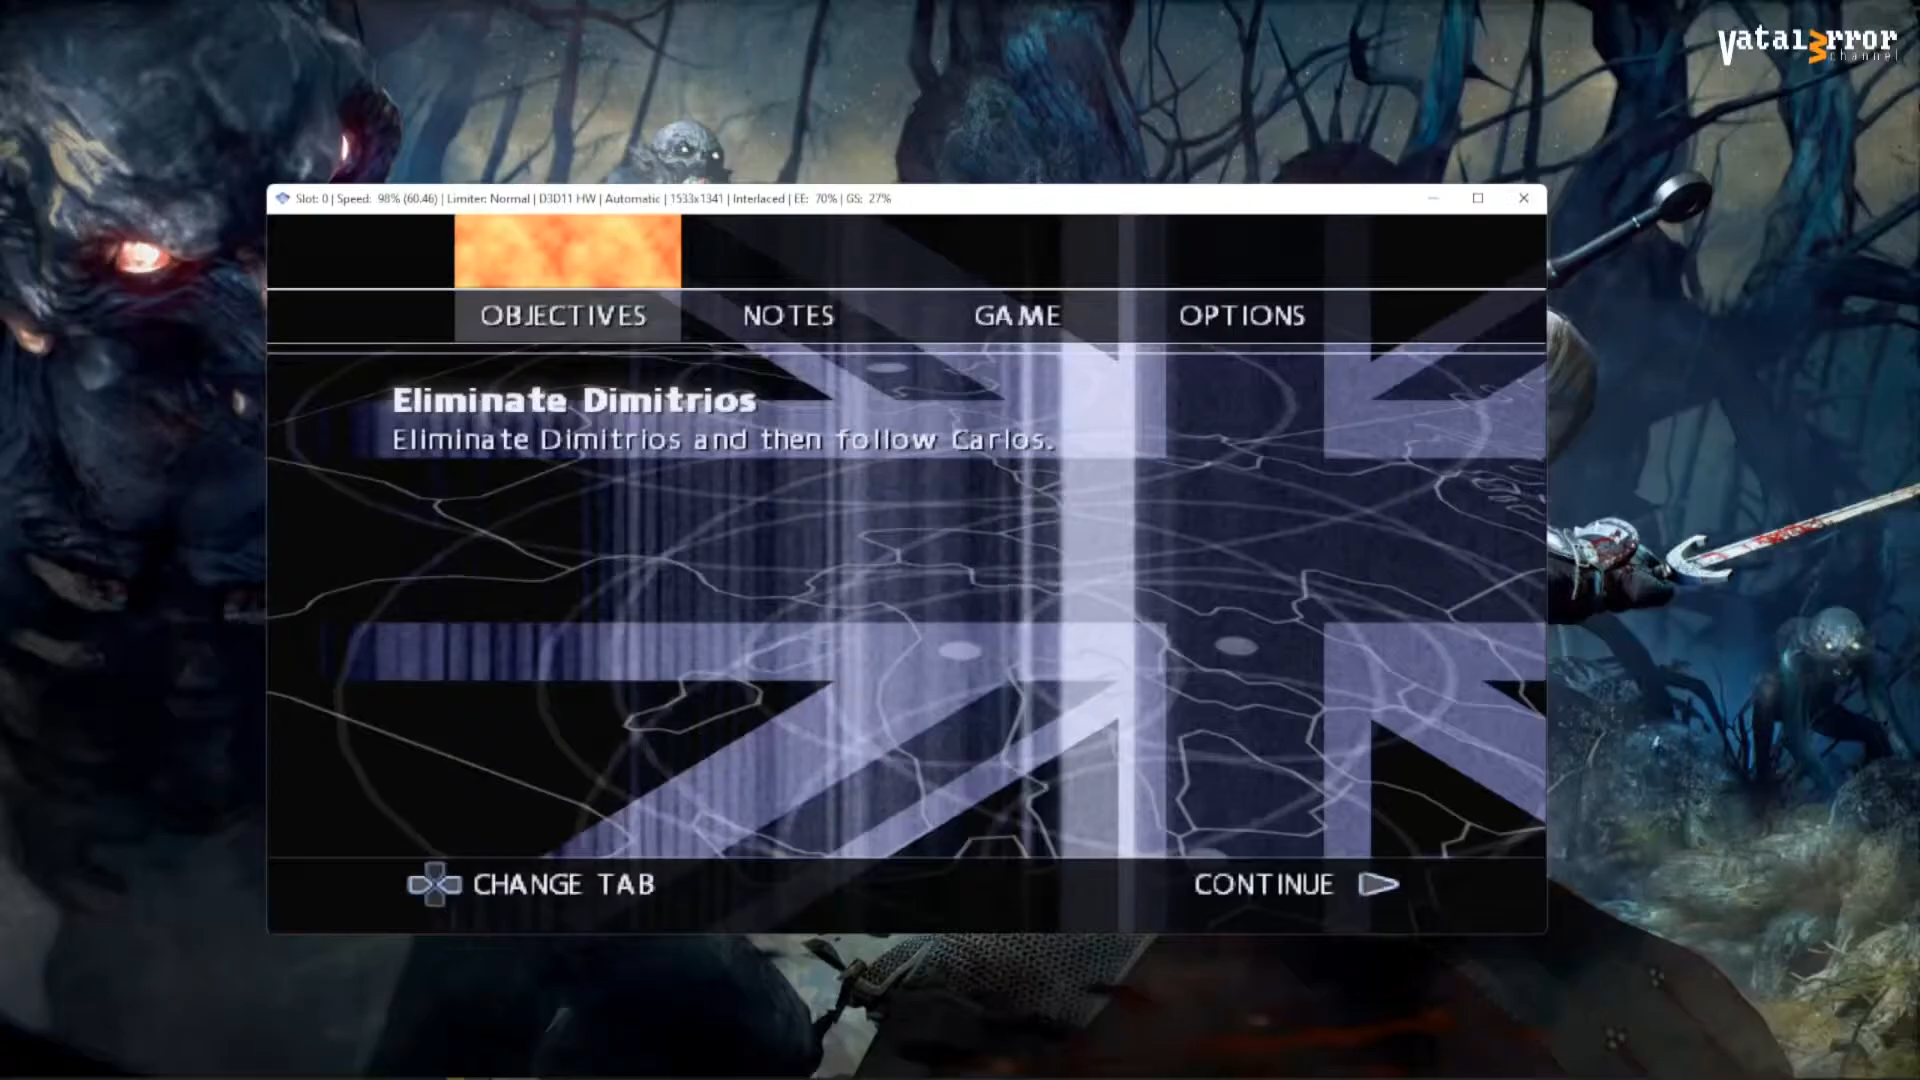 Vatal3rror
channel
Slot: 0 | Speed: 98% (60.46) | Limiter: Normal | D3D11 HW | Automatic | 1533x1341 | Interlaced | EE: 70% | GS: 27%
OBJECTIVES NOTES GAME OPTIONS
Eliminate Dimitrios
Eliminate Dimitrios and then follow Carlos.
CHANGE TAB CONTINUE